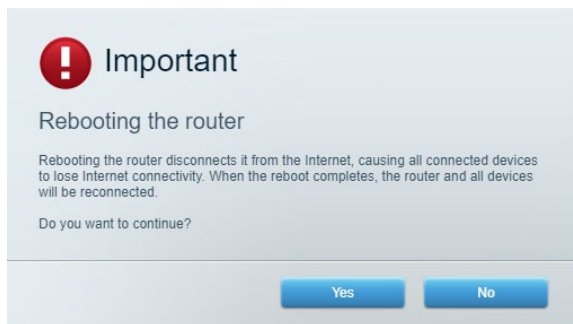 Important
Rebooting the router
Rebooting the router disconnects it from the Internet, causing all connected devices
to lose Internet connectivity. When the reboot completes, the router and all devices
will be reconnected.
Do you want to continue?
Yes No